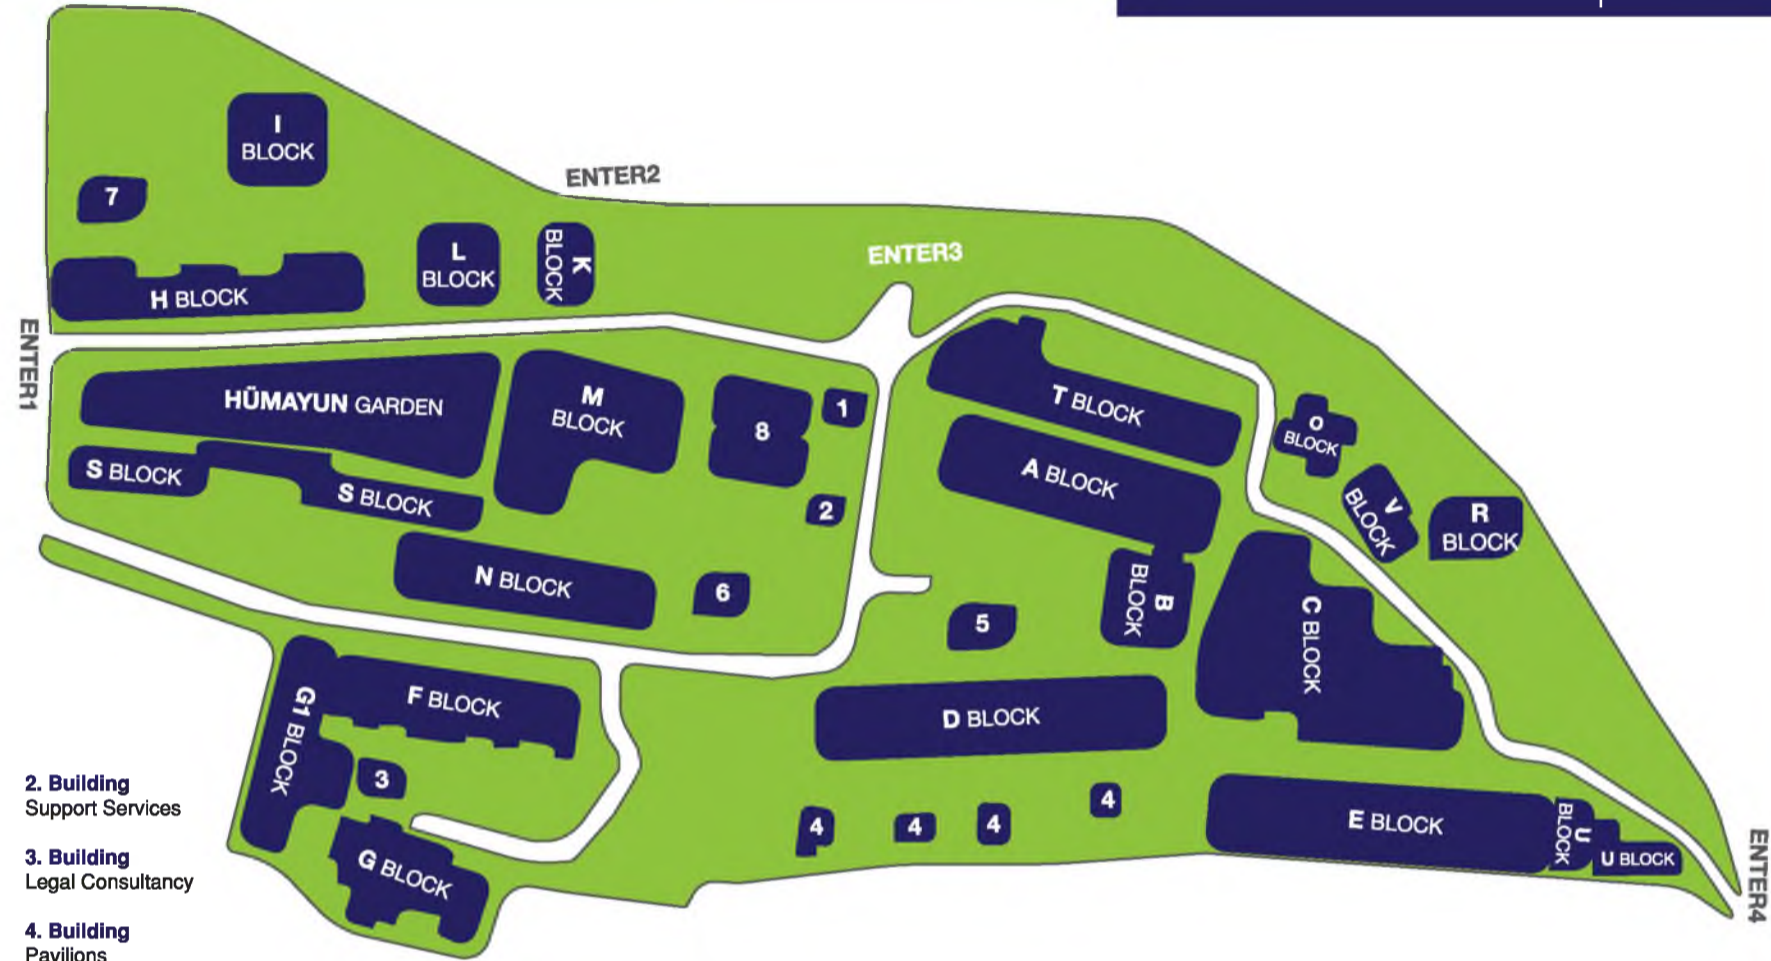 ENTER2
I
BLOCK
7
L
BLOCK
K
BLOCK
ENTER3
H BLOCK
ENTER1
HÜMAYUN GARDEN
M
BLOCK
8
1
T BLOCK
O
BLOCK
S BLOCK
S BLOCK
2
A BLOCK
V
BLOCK
R
BLOCK
N BLOCK
6
5
B
BLOCK
C BLOCK
G1 BLOCK
F BLOCK
D BLOCK
3
4
4
4
4
E BLOCK
U
BLOCK
U BLOCK
ENTER4
G BLOCK
2. Building
Support Services
3. Building
Legal Consultancy
4. Building
Pavilions